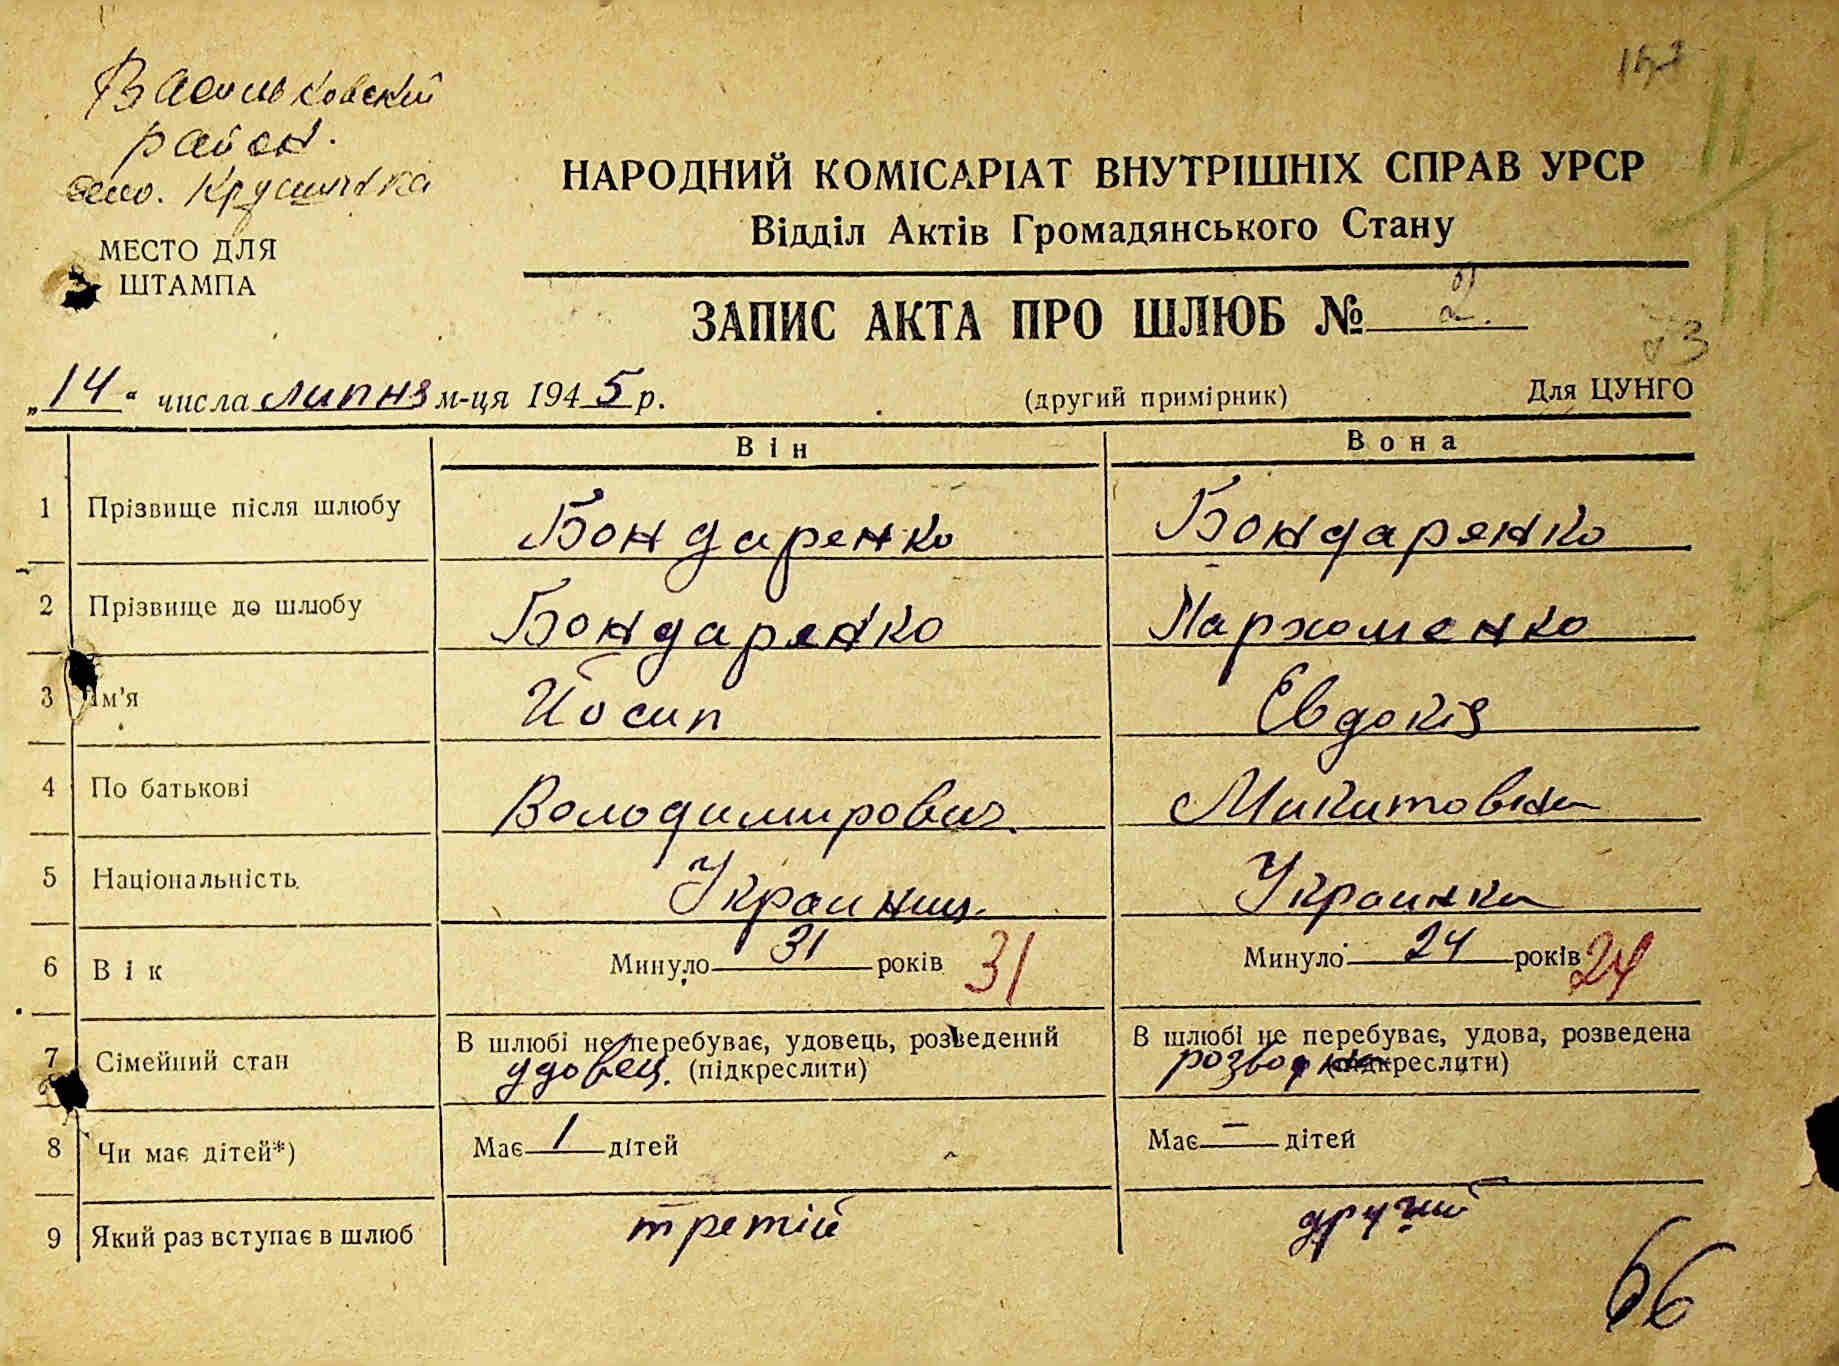 Васильковский
район.
село. Крушинка
МЕСТО ДЛЯ
ШТАМПА
НАРОДНИЙ КОМІСАРІАТ ВНУТРІШНІХ СПРАВ УРСР
Відділ Актів Громадянського Стану
ЗАПИС АКТА ПРО ШЛЮБ № 2.
73
„14“ числа липня м-ця 1945 р.
(другий примірник)
Для ЦУНГО
Він Вона
1 Прізвище після шлюбу Бондаренко Бондарянко
2 Прізвище до шлюбу Бондарянко Пархоменко
3 Ім'я Йосип Евдокія
4 По батькові Володимирович Микитовна
5 Національність Украинец. Украинка
6 Вік Минуло 31 років 31 Минуло 24 років 24
7 Сімейний стан В шлюбі не перебуває, удовець, розведений В шлюбі не перебуває, удова, розведена
удовец. (підкреслити) (підкреслити)
8 Чи має дітей*) Має 1 дітей Має — дітей
9 Який раз вступає в шлюб третій другий
66